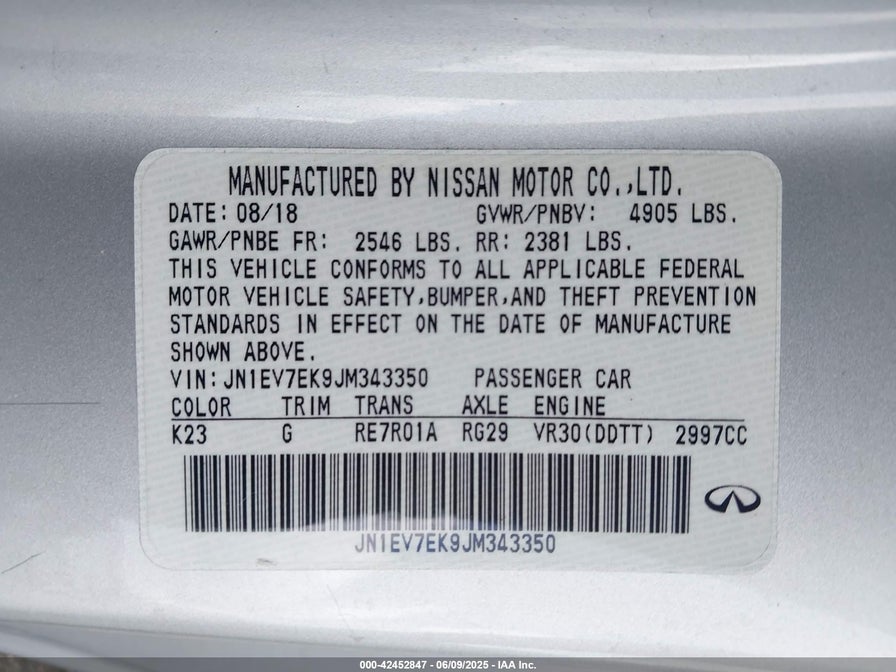 MANUFACTURED BY NISSAN MOTOR CO.,LTD.
DATE: 08/18 GVWR/PNBV: 4905 LBS.
GAWR/PNBE FR: 2546 LBS. RR: 2381 LBS.
THIS VEHICLE CONFORMS TO ALL APPLICABLE FEDERAL
MOTOR VEHICLE SAFETY,BUMPER,AND THEFT PREVENTION
STANDARDS IN EFFECT ON THE DATE OF MANUFACTURE
SHOWN ABOVE.
VIN: JN1EV7EK9JM343350 PASSENGER CAR
COLOR TRIM TRANS AXLE ENGINE
K23 G RE7R01A RG29 VR30(DDTT) 2997CC
JN1EV7EK9JM343350
000-42452847 - 06/09/2025 - IAA Inc.